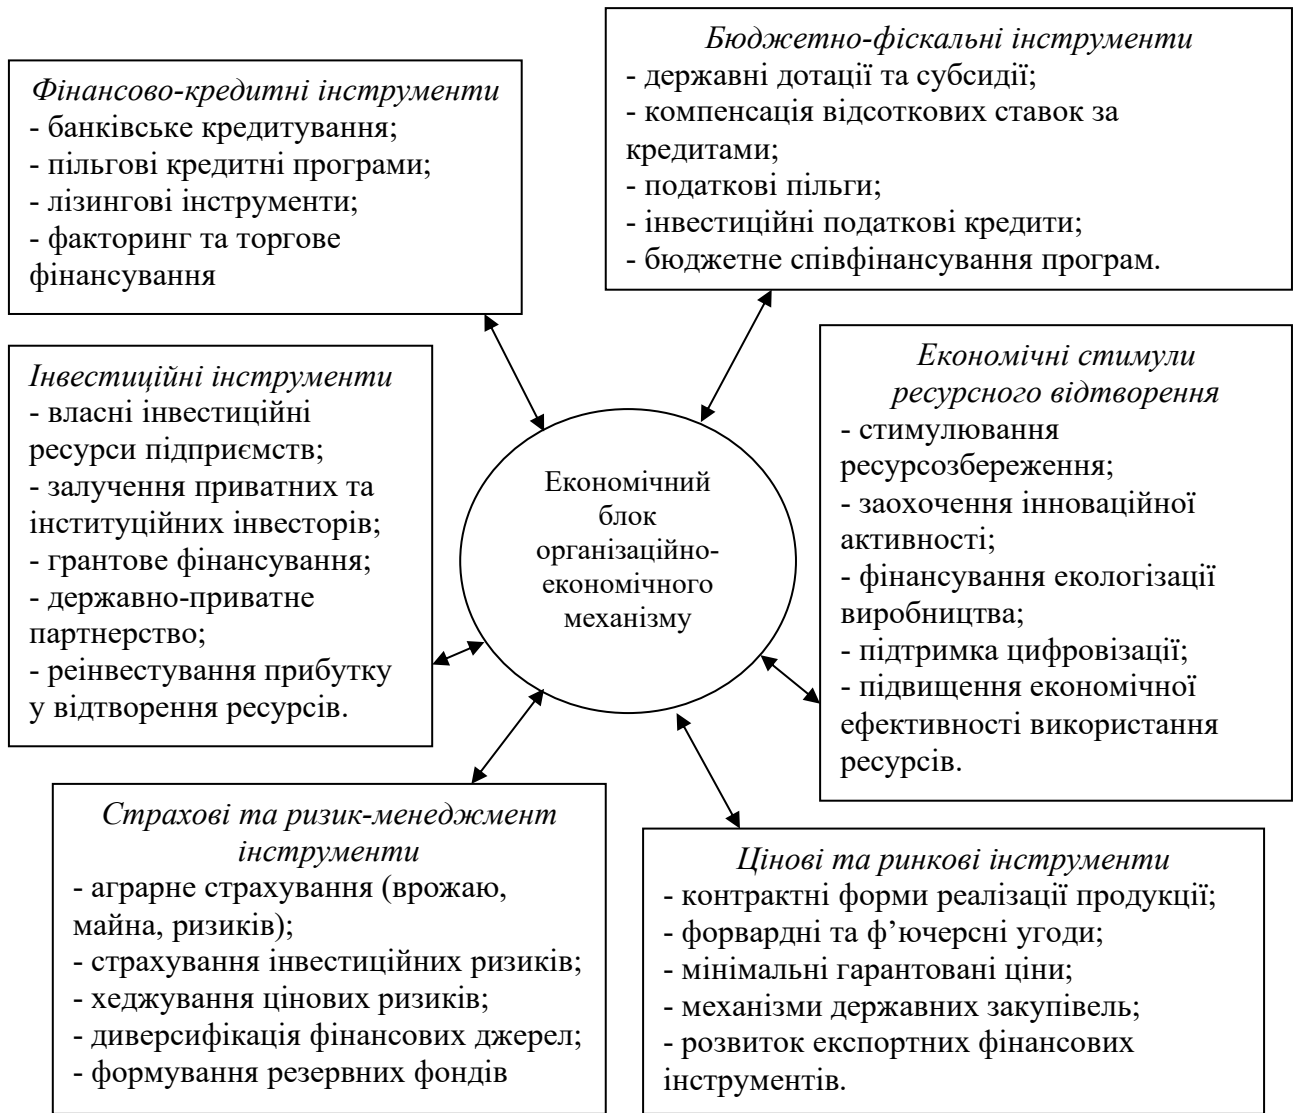 Фінансово-кредитні інструменти
- банківське кредитування;
- пільгові кредитні програми;
- лізингові інструменти;
- факторинг та торгове
фінансування
Бюджетно-фіскальні інструменти
- державні дотації та субсидії;
- компенсація відсоткових ставок за
кредитами;
- податкові пільги;
- інвестиційні податкові кредити;
- бюджетне співфінансування програм.
Інвестиційні інструменти
- власні інвестиційні
ресурси підприємств;
- залучення приватних та
інституційних інвесторів;
- грантове фінансування;
- державно-приватне
партнерство;
- реінвестування прибутку
у відтворення ресурсів.
Економічний
блок
організаційно-
економічного
механізму
Економічні стимули
ресурсного відтворення
- стимулювання
ресурсозбереження;
- заохочення інноваційної
активності;
- фінансування екологізації
виробництва;
- підтримка цифровізації;
- підвищення економічної
ефективності використання
ресурсів.
Страхові та ризик-менеджмент
інструменти
- аграрне страхування (врожаю,
майна, ризиків);
- страхування інвестиційних ризиків;
- хеджування цінових ризиків;
- диверсифікація фінансових джерел;
- формування резервних фондів
Цінові та ринкові інструменти
- контрактні форми реалізації продукції;
- форвардні та ф’ючерсні угоди;
- мінімальні гарантовані ціни;
- механізми державних закупівель;
- розвиток експортних фінансових
інструментів.